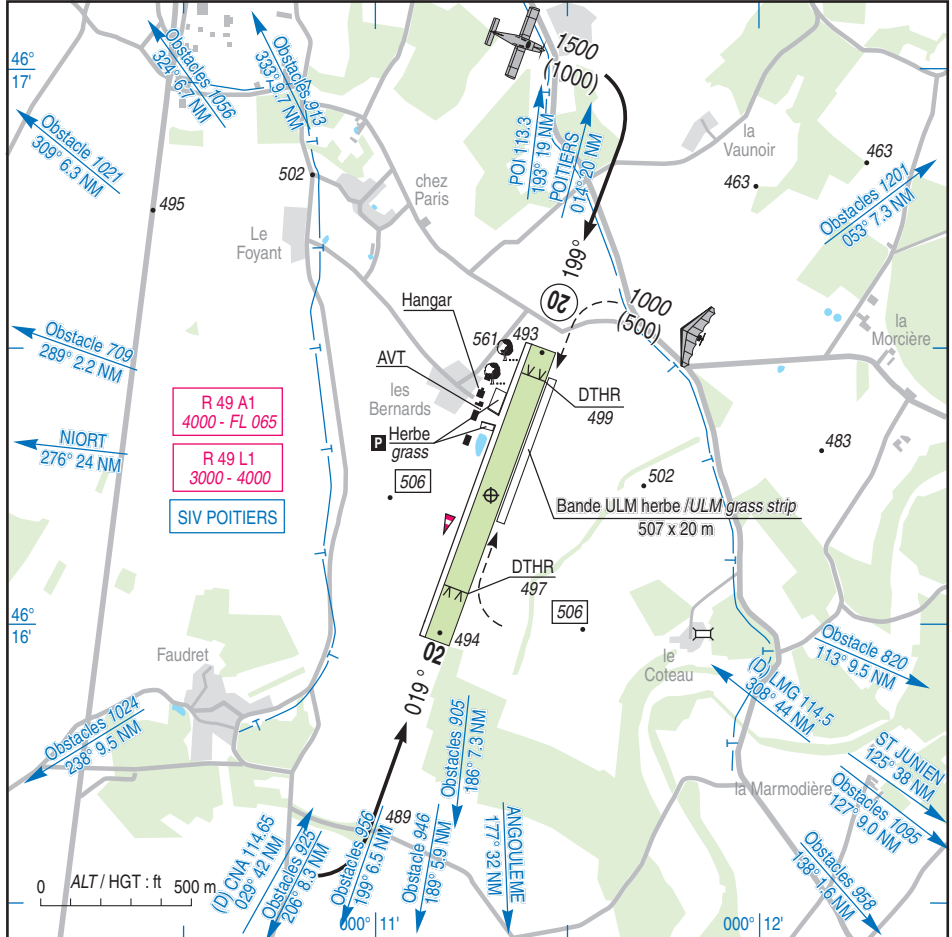 46°
17'
Obstacles 1056
324° 6.7 NM
Obstacles 913
333° 9.7 NM
1500
(1000)
Obstacle 1021
309° 6.3 NM
POI 113.3
193° 19 NM
POITIERS
014° 20 NM
la
Vaunoir
463
463
Obstacles 1201
053° 7.3 NM
502
495
chez
Paris
Le
Foyant
199°
20
Hangar
1000
(500)
561
493
la
Morcière
Obstacle 709
289° 2.2 NM
AVT
les
Bernards
DTHR
499
R 49 A1
4000 - FL 065
P
Herbe
grass
NIORT
276° 24 NM
R 49 L1
3000 - 4000
483
506
502
SIV POITIERS
Bande ULM herbe /ULM grass strip
507 x 20 m
DTHR
497
46°
16'
506
494
02
Faudret
le
Coteau
Obstacle 820
113° 9.5 NM
(D) LMG 114.5
308° 44 NM
019 °
Obstacles 1024
238° 9.5 NM
Obstacles 905
186° 7.3 NM
ST JUNIEN
125° 38 NM
la Marmodière
Obstacles 1095
127° 9.0 NM
489
(D) CNA 114.65
029° 42 NM
Obstacles 925
206° 8.3 NM
Obstacles 956
199° 6.5 NM
Obstacle 946
189° 5.9 NM
ANGOULEME
177° 32 NM
Obstacles 958
138° 1.6 NM
0
ALT / HGT : ft
500 m
000° 11'
000° 12'